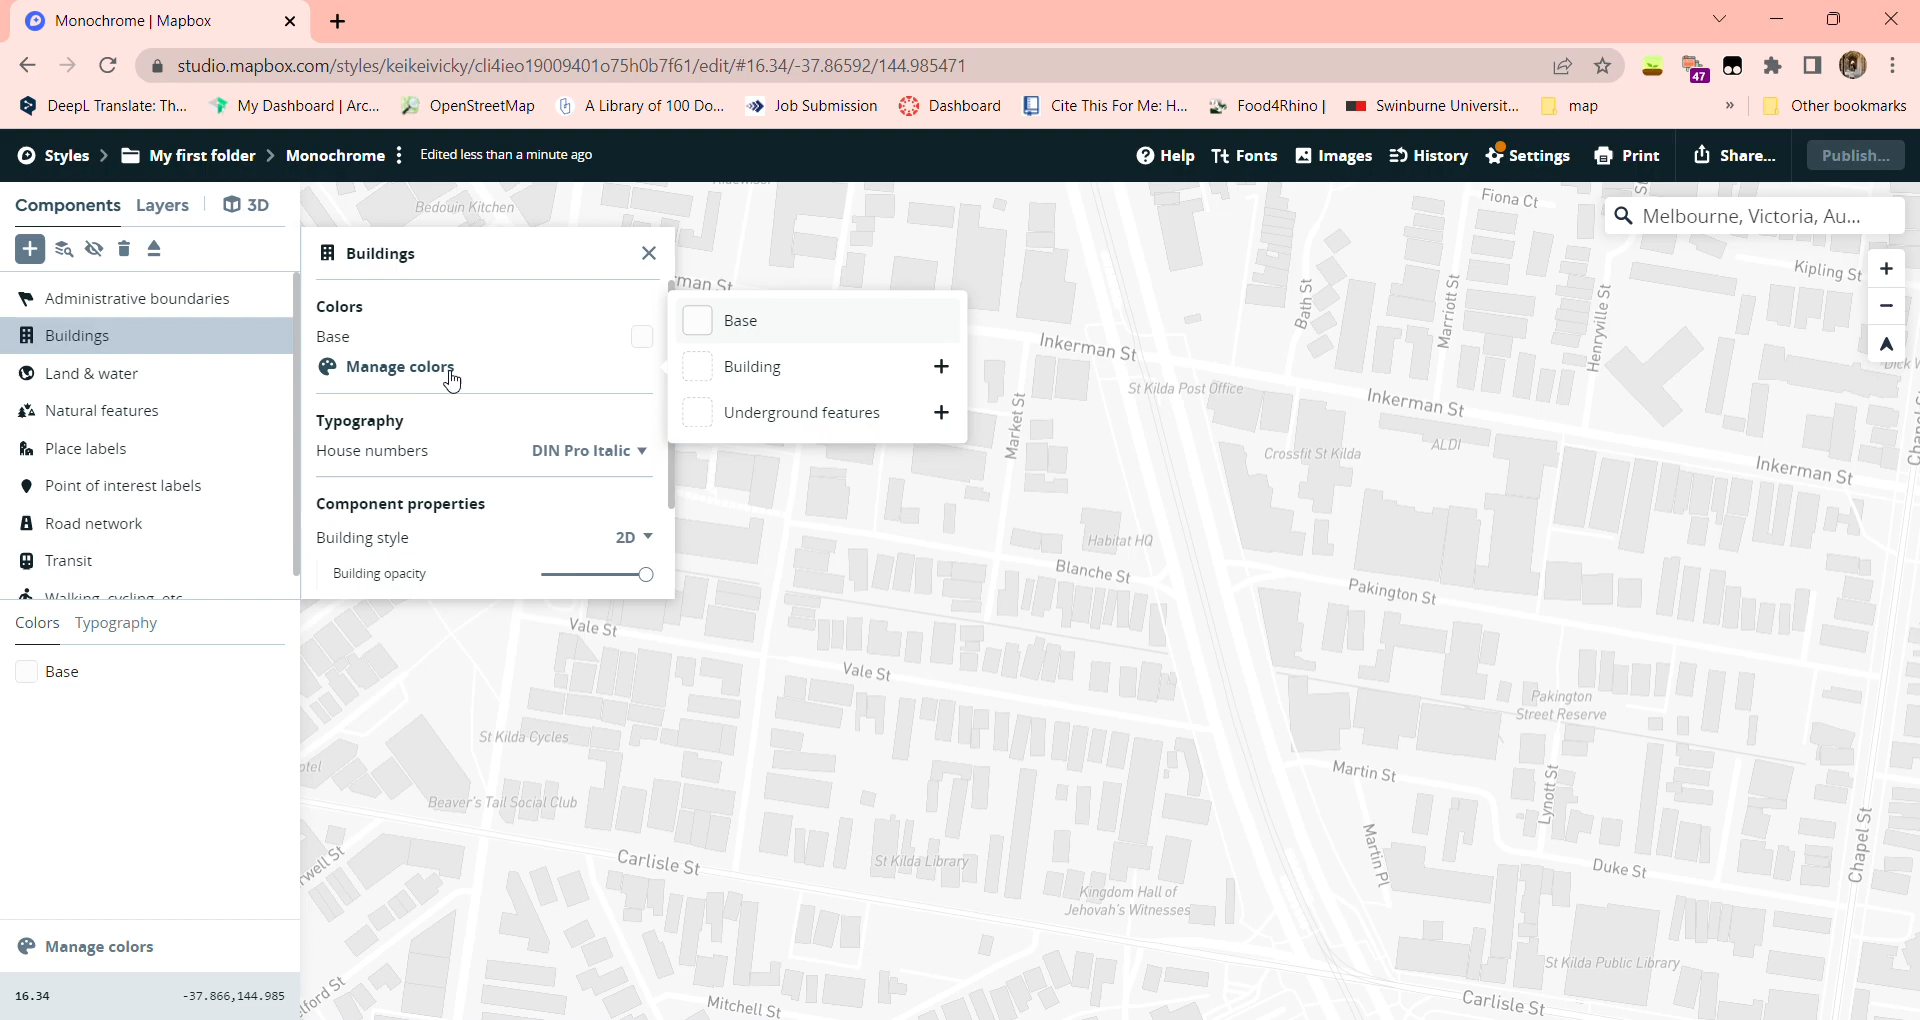 Monochrome | Mapbox
studio.mapbox.com/styles/keikeivicky/cli4ieo19009401o75h0b7f61/edit/#16.34/-37.86592/144.985471
47
DeepL Translate: Th...
My Dashboard | Arc...
OpenStreetMap
A Library of 100 Do...
Job Submission
Dashboard
Cite This For Me: H...
Food4Rhino |
Swinburne Universit...
map
»
Other bookmarks
Styles
My first folder
Monochrome
Edited less than a minute ago
Help
Fonts
Images
History
Settings
Print
Share...
Publish...
Components
Layers
3D
Administrative boundaries
Buildings
Land & water
Natural features
Place labels
Point of interest labels
Road network
Transit
Walking, cycling, etc.
Colors
Typography
Base
Manage colors
16.34
-37.866,144.985
Buildings
Colors
Base
Manage colors
Typography
House numbers
DIN Pro Italic
Component properties
Building style
2D
Building opacity
Base
Building
Underground features
Melbourne, Victoria, Au...
Bedouin Kitchen
Fiona Ct
Kipling St
Bath St
Marriott St
Henryville St
Inkerman St
St Kilda Post Office
Inkerman St
Market St
Crossfit St Kilda
ALDI
Inkerman St
Habitat HQ
Blanche St
Pakington St
Vale St
Vale St
Pakington
Street Reserve
St Kilda Cycles
Martin St
Lynott St
Beaver's Tail Social Club
Carlisle St
St Kilda Library
Martin Pl
Duke St
Chapel St
Kingdom Hall of
Jehovah's Witnesses
St Kilda Public Library
Mitchell St
Carlisle St